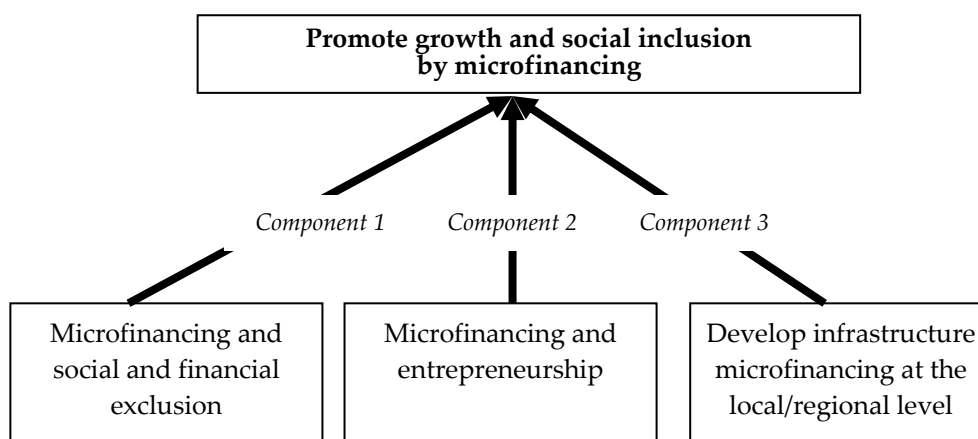 Promote growth and social inclusion
by microfinancing
Component 1
Component 2
Component 3
Microfinancing and
social and financial
exclusion
Microfinancing and
entrepreneurship
Develop infrastructure
microfinancing at the
local/regional level